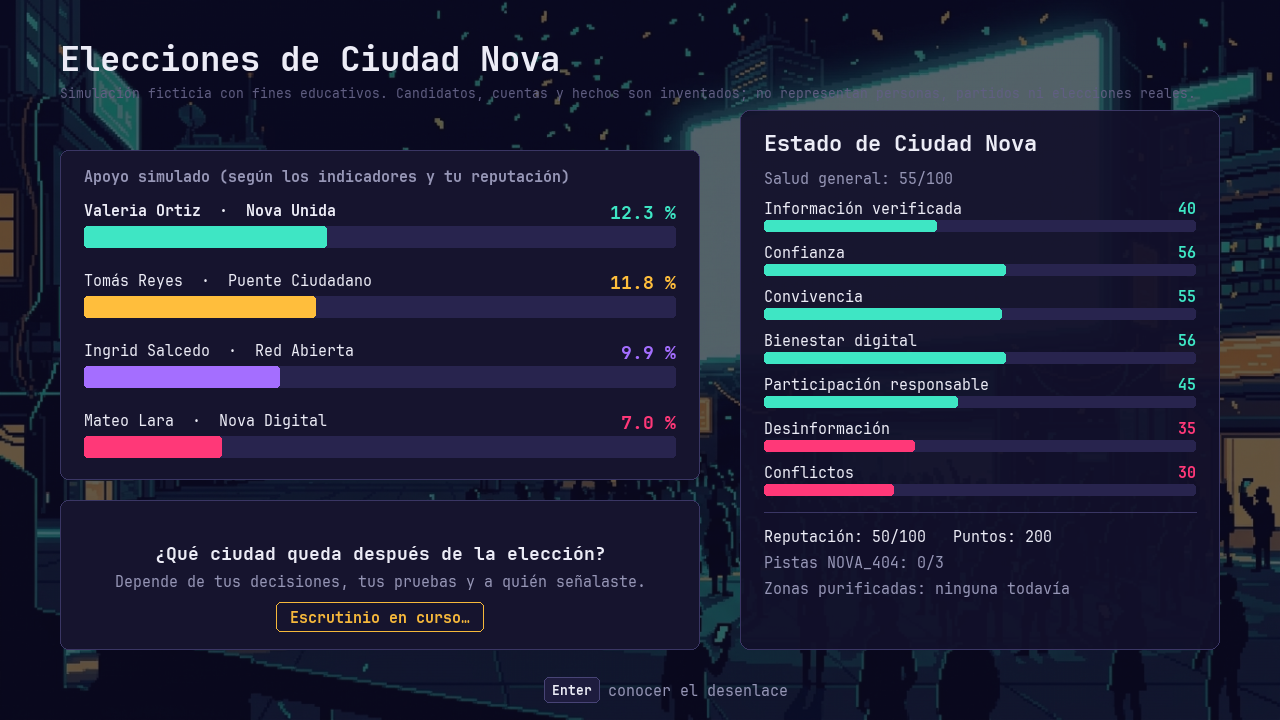 Elecciones de Ciudad Nova
Simulación ficticia con fines educativos. Candidatos, cuentas y hechos son inventados: no representan personas, partidos ni elecciones reales.
Apoyo simulado (según los indicadores y tu reputación)
Valeria Ortiz · Nova Unida 12.3 %
Tomás Reyes · Puente Ciudadano 11.8 %
Ingrid Salcedo · Red Abierta 9.9 %
Mateo Lara · Nova Digital 7.0 %
¿Qué ciudad queda después de la elección?
Depende de tus decisiones, tus pruebas y a quién señalaste.
Escrutinio en curso…
Estado de Ciudad Nova
Salud general: 55/100
Información verificada 40
Confianza 56
Convivencia 55
Bienestar digital 56
Participación responsable 45
Desinformación 35
Conflictos 30
Reputación: 50/100 Puntos: 200
Pistas NOVA_404: 0/3
Zonas purificadas: ninguna todavía
Enter conocer el desenlace